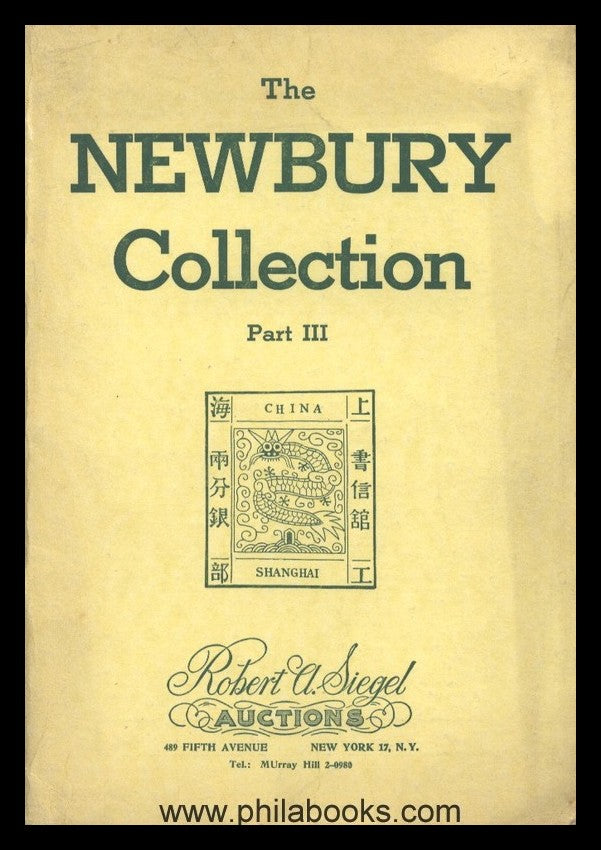 The
NEWBURY
Collection
Part III
海 CHINA 上
兩分銀
書信舘
部 SHANGHAI 工
Robert A. Siegel
AUCTIONS
489 FIFTH AVENUE NEW YORK 17, N.Y.
Tel.: MUrray Hill 2-0980
www.philabooks.com